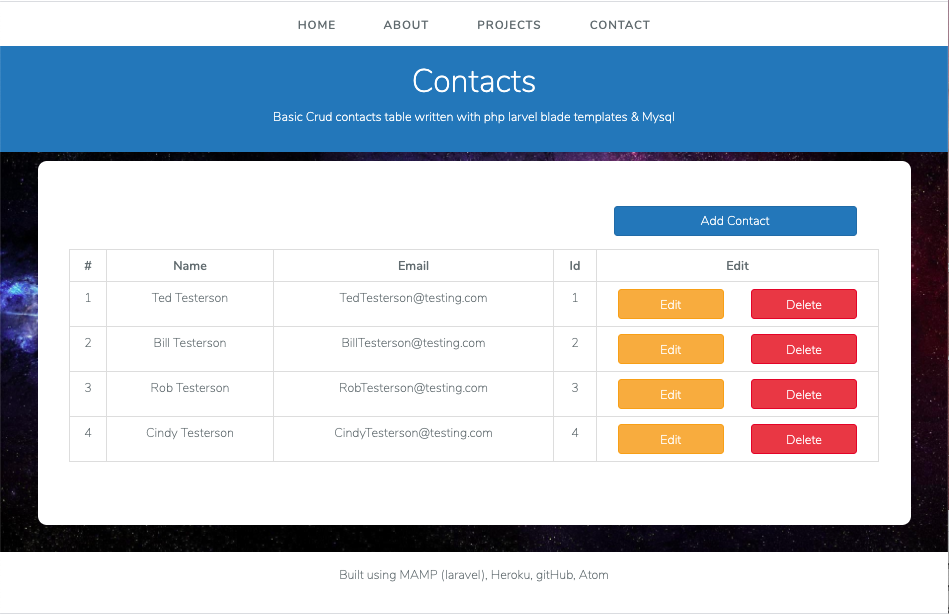 HOME ABOUT PROJECTS CONTACT
Contacts
Basic Crud contacts table written with php larvel blade templates & Mysql
Add Contact
# Name Email Id Edit
1 Ted Testerson TedTesterson@testing.com 1 Edit Delete
2 Bill Testerson BillTesterson@testing.com 2 Edit Delete
3 Rob Testerson RobTesterson@testing.com 3 Edit Delete
4 Cindy Testerson CindyTesterson@testing.com 4 Edit Delete
Built using MAMP (laravel), Heroku, gitHub, Atom